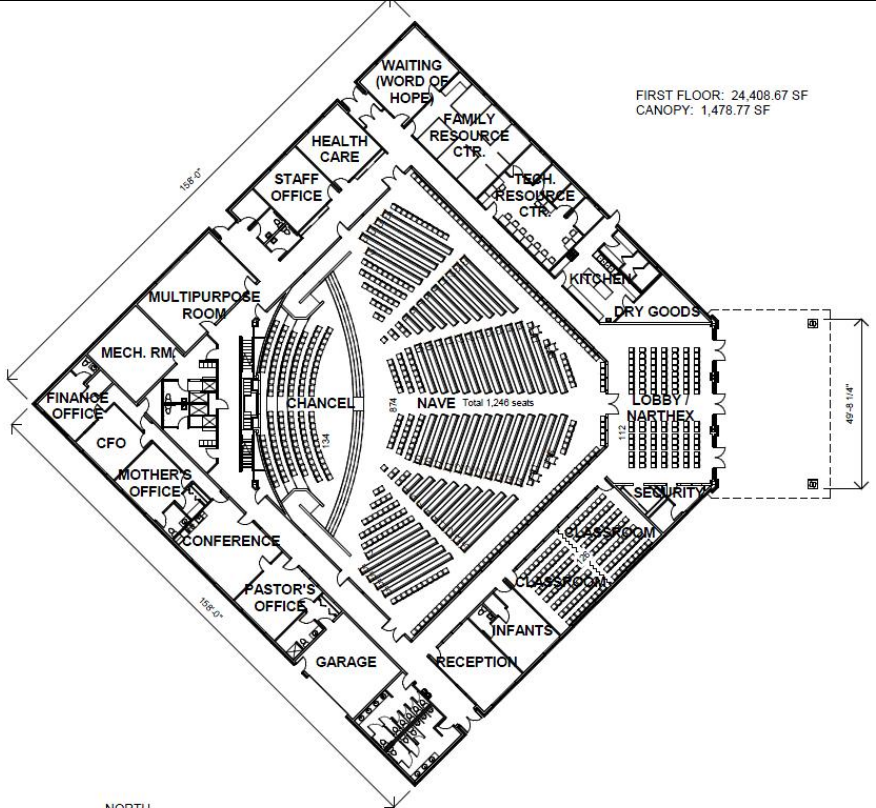 WAITING
(WORD OF
HOPE)
FIRST FLOOR: 24,408.67 SF
CANOPY: 1,478.77 SF
FAMILY
RESOURCE
CTR.
HEALTH
CARE
STAFF
OFFICE
TECH.
RESOURCE
CTR.
158'-0"
KITCHEN
MULTIPURPOSE
ROOM
DRY GOODS
MECH. RM.
FINANCE
OFFICE
CHANCEL
874
NAVE
Total 1,246 seats
LOBBY /
NARTHEX
49'-8 1/4"
CFO
134
112
MOTHER'S
OFFICE
SECURITY
CONFERENCE
CLASSROOM
126
CLASSROOM
PASTOR'S
OFFICE
158'-0"
INFANTS
GARAGE
RECEPTION
NORTH